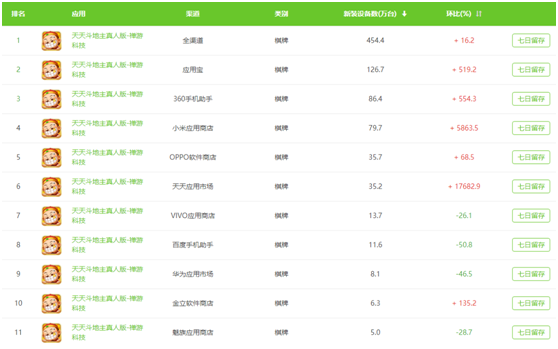 排名 应用 渠道 类别 新装设备数(万台) 环比(%)
1 天天斗地主真人版-禅游科技 全渠道 棋牌 454.4 + 16.2 七日留存
2 天天斗地主真人版-禅游科技 应用宝 棋牌 126.7 + 519.2 七日留存
3 天天斗地主真人版-禅游科技 360手机助手 棋牌 86.4 + 554.3 七日留存
4 天天斗地主真人版-禅游科技 小米应用商店 棋牌 79.7 + 5863.5 七日留存
5 天天斗地主真人版-禅游科技 OPPO软件商店 棋牌 35.7 + 68.5 七日留存
6 天天斗地主真人版-禅游科技 天天应用市场 棋牌 35.2 + 17682.9 七日留存
7 天天斗地主真人版-禅游科技 VIVO应用商店 棋牌 13.7 -26.1 七日留存
8 天天斗地主真人版-禅游科技 百度手机助手 棋牌 11.6 -50.8 七日留存
9 天天斗地主真人版-禅游科技 华为应用市场 棋牌 8.1 -46.5 七日留存
10 天天斗地主真人版-禅游科技 金立软件商店 棋牌 6.3 + 135.2 七日留存
11 天天斗地主真人版-禅游科技 魅族应用商店 棋牌 5.0 -28.7 七日留存